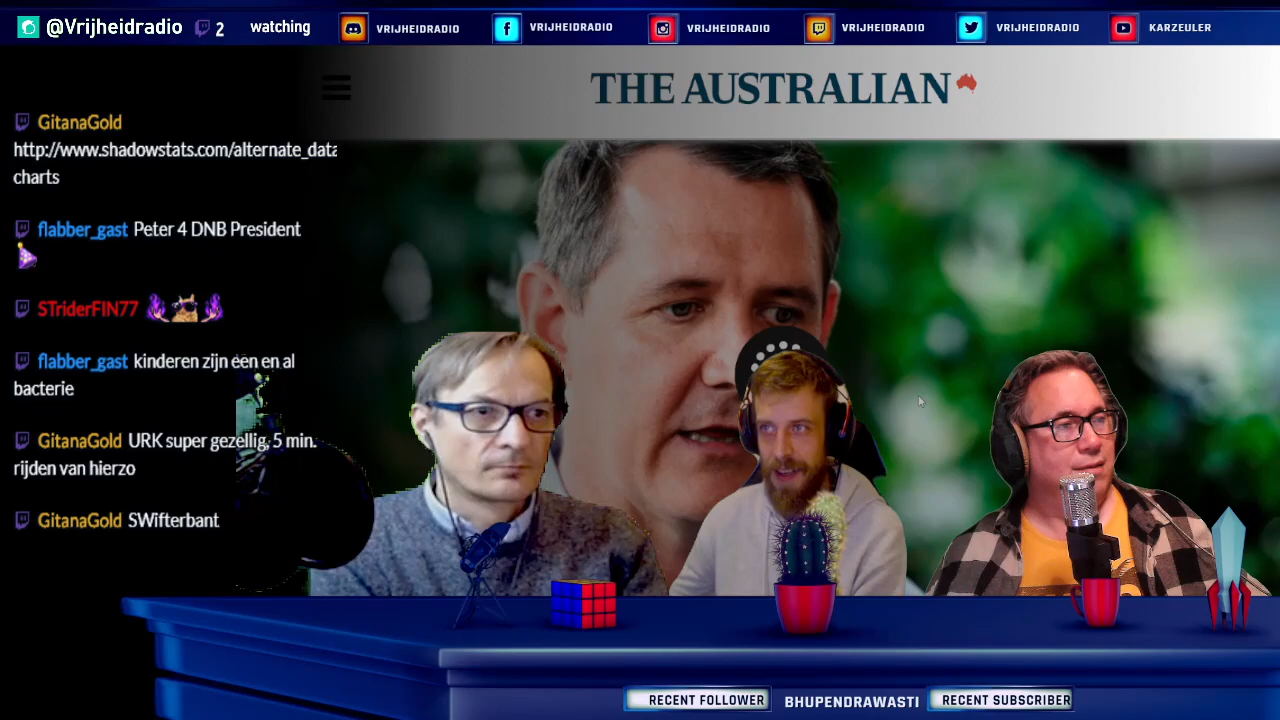 @Vrijheidradio 2 watching VRIJHEIDRADIO VRIJHEIDRADIO VRIJHEIDRADIO VRIJHEIDRADIO VRIJHEIDRADIO KARZEULER
THE AUSTRALIAN
GitanaGold
http://www.shadowstats.com/alternate_data
charts
flabber_gast Peter 4 DNB President
STriderFIN77
flabber_gast kinderen zijn een en al
bacterie
GitanaGold URK super gezellig, 5 min.
rijden van hierzo
GitanaGold SWifterbant
RECENT FOLLOWER BHUPENDRAWASTI RECENT SUBSCRIBER